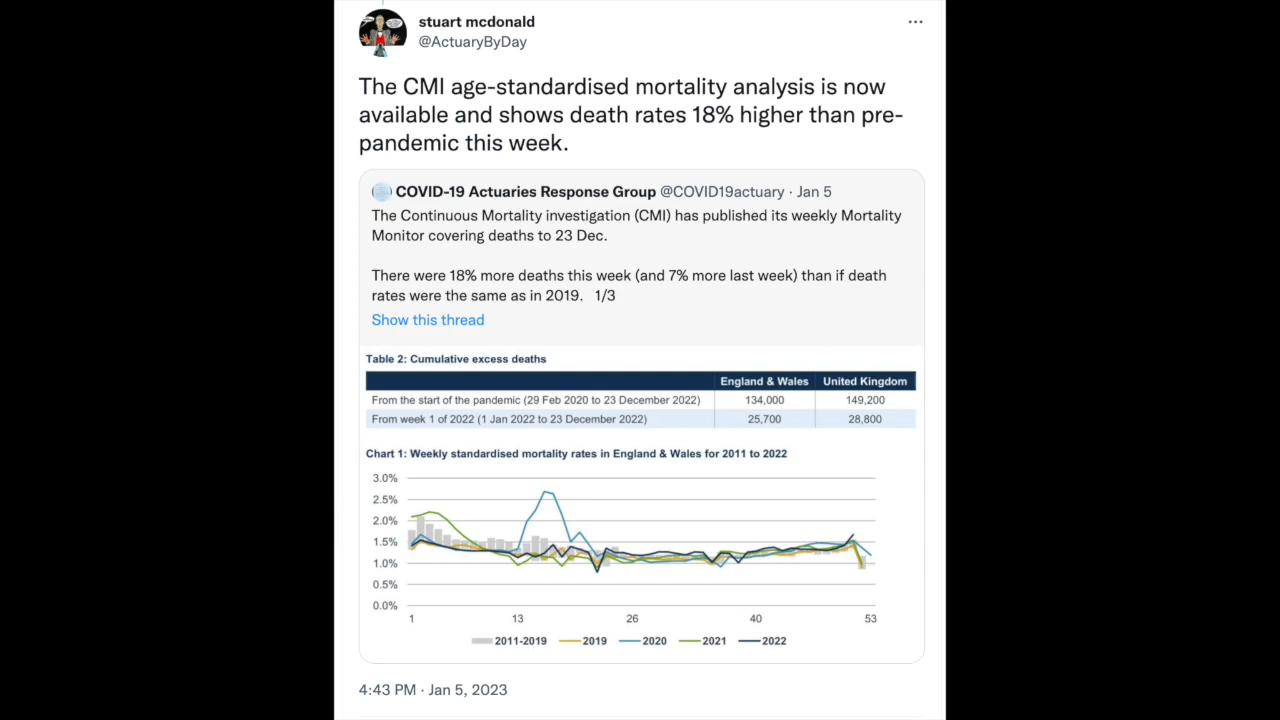 stuart mcdonald
@ActuaryByDay
The CMI age-standardised mortality analysis is now
available and shows death rates 18% higher than pre-
pandemic this week.
COVID-19 Actuaries Response Group @COVID19actuary · Jan 5
The Continuous Mortality investigation (CMI) has published its weekly Mortality
Monitor covering deaths to 23 Dec.
There were 18% more deaths this week (and 7% more last week) than if death
rates were the same as in 2019. 1/3
Show this thread
Table 2: Cumulative excess deaths
England & Wales United Kingdom
From the start of the pandemic (29 Feb 2020 to 23 December 2022) 134,000 149,200
From week 1 of 2022 (1 Jan 2022 to 23 December 2022) 25,700 28,800
Chart 1: Weekly standardised mortality rates in England & Wales for 2011 to 2022
3.0%
2.5%
2.0%
1.5%
1.0%
0.5%
0.0%
1 13 26 40 53
2011-2019 2019 2020 2021 2022
4:43 PM · Jan 5, 2023